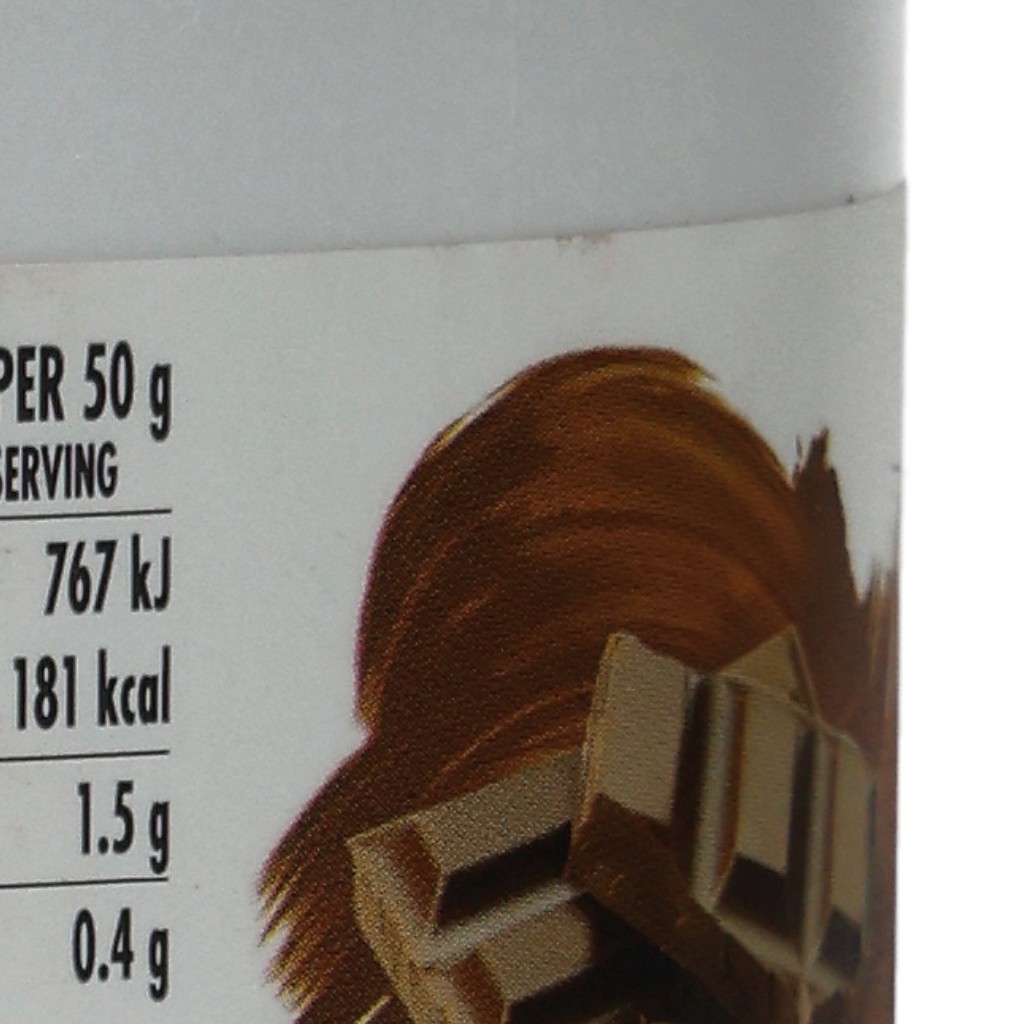 PER 50 g
SERVING
767 kJ
181 kcal
1.5 g
0.4 g